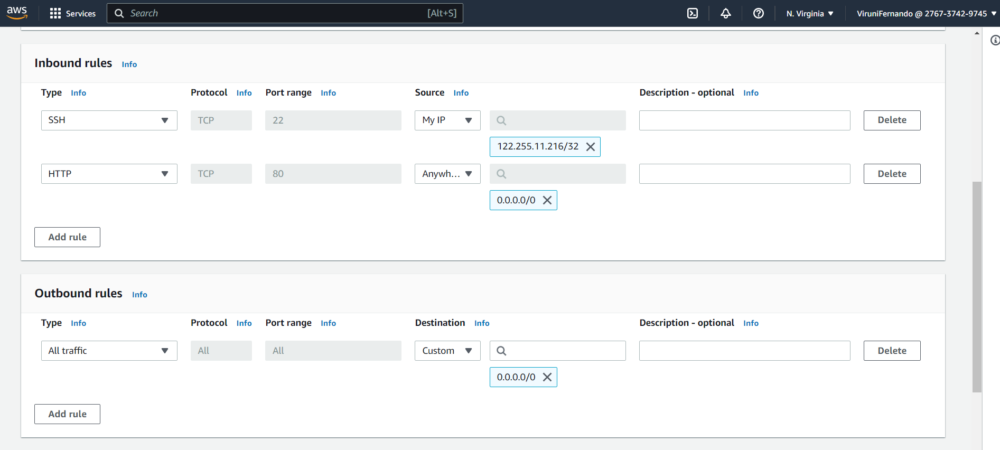 aws Services Search [Alt+S] N. Virginia ViruniFernando @ 2767-3742-9745
Inbound rules Info
Type Info Protocol Info Port range Info Source Info Description - optional Info
SSH TCP 22 My IP Delete
122.255.11.216/32
HTTP TCP 80 Anywh... Delete
0.0.0.0/0
Add rule
Outbound rules Info
Type Info Protocol Info Port range Info Destination Info Description - optional Info
All traffic All All Custom Delete
0.0.0.0/0
Add rule